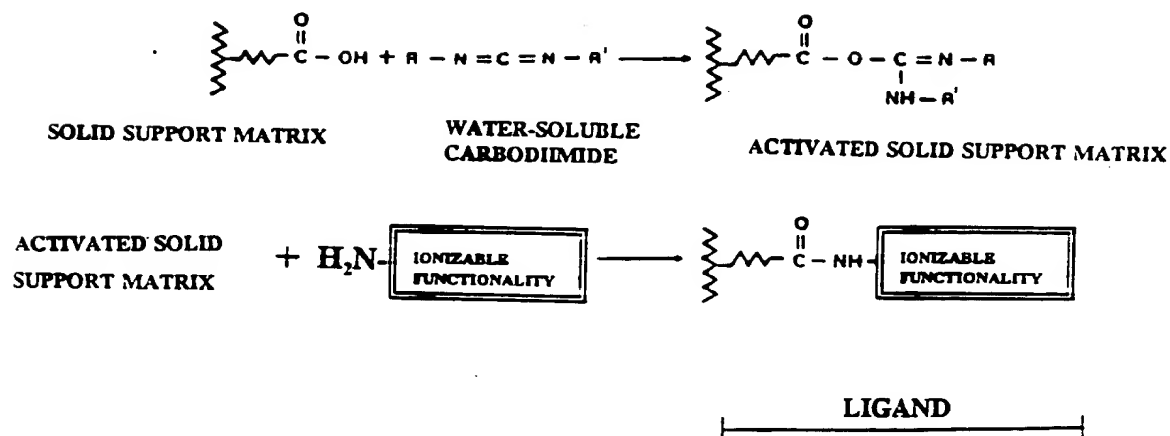 O
C - OH + R - N = C = N - R'
O
C - O - C = N - R
NH - R'
SOLID SUPPORT MATRIX
WATER-SOLUBLE
CARBODIIMIDE
ACTIVATED SOLID SUPPORT MATRIX
ACTIVATED SOLID
SUPPORT MATRIX
+ H₂N-
IONIZABLE
FUNCTIONALITY
O
C - NH
IONIZABLE
FUNCTIONALITY
LIGAND